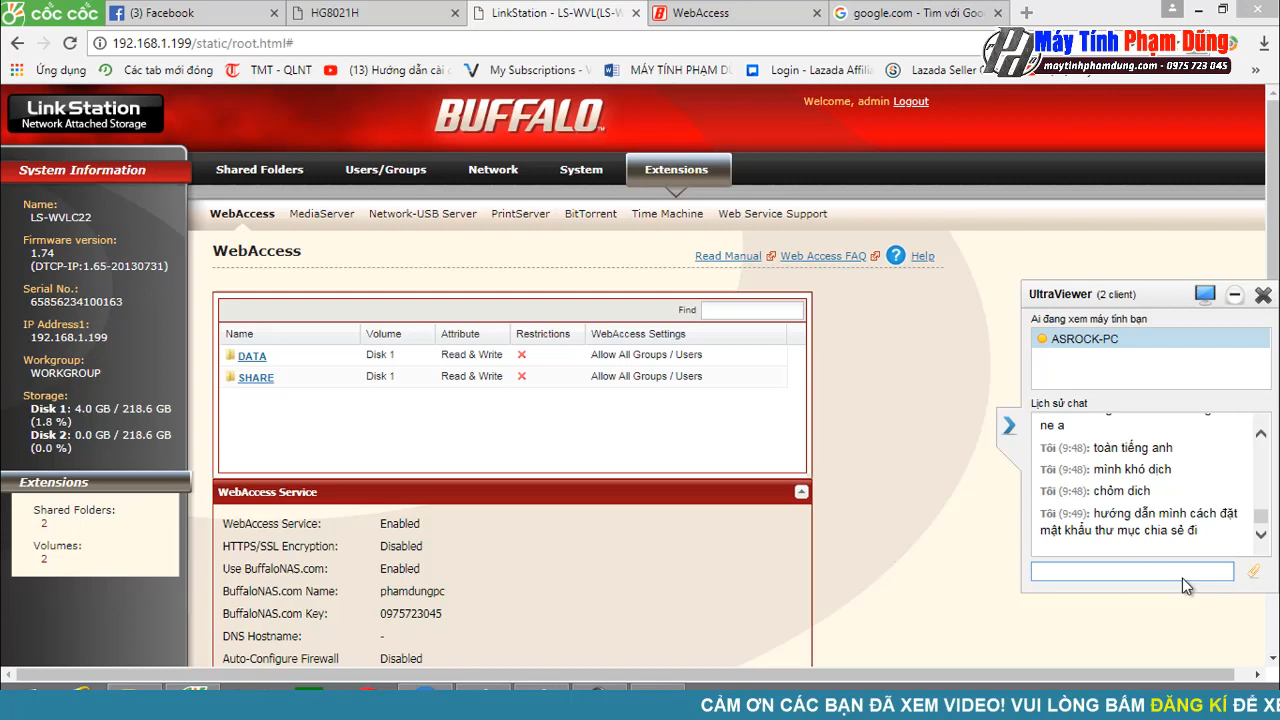 cốc cốc
(3) Facebook
HG8021H
LinkStation - LS-WVL(LS-W
WebAccess
google.com - Tìm với Goo
192.168.1.199/static/root.html#
Máy Tính Phạm Dũng
maytinhphamdung.com - 0975 723 045
Ứng dụng
Các tab mới đóng
TMT - QLNT
(13) Hướng dẫn cài
My Subscriptions -
MÁY TÍNH PHẠM D
Login - Lazada Affilia
Lazada Seller
LinkStation
Network Attached Storage
BUFFALO
Welcome, admin Logout
System Information
Shared Folders
Users/Groups
Network
System
Extensions
WebAccess
MediaServer
Network-USB Server
PrintServer
BitTorrent
Time Machine
Web Service Support
Name:
LS-WVLC22
Firmware version:
1.74
(DTCP-IP:1.65-20130731)
Serial No.:
65856234100163
IP Address1:
192.168.1.199
Workgroup:
WORKGROUP
Storage:
Disk 1: 4.0 GB / 218.6 GB
(1.8 %)
Disk 2: 0.0 GB / 218.6 GB
(0.0 %)
Extensions
Shared Folders:
2
Volumes:
2
WebAccess
Read Manual
Web Access FAQ
? Help
Find
Name Volume Attribute Restrictions WebAccess Settings
DATA Disk 1 Read & Write Allow All Groups / Users
SHARE Disk 1 Read & Write Allow All Groups / Users
WebAccess Service
WebAccess Service: Enabled
HTTPS/SSL Encryption: Disabled
Use BuffaloNAS.com: Enabled
BuffaloNAS.com Name: phamdungpc
BuffaloNAS.com Key: 0975723045
DNS Hostname: -
Auto-Configure Firewall Disabled
UltraViewer (2 client)
Ai đang xem máy tính bạn
ASROCK-PC
Lịch sử chat
ne a
Tôi (9:48): toàn tiếng anh
Tôi (9:48): mình khó dịch
Tôi (9:48): chỏm dich
Tôi (9:49): hướng dẫn mình cách đặt
mật khẩu thư mục chia sẻ đi
CẢM ƠN CÁC BẠN ĐÃ XEM VIDEO! VUI LÒNG BẤM ĐĂNG KÍ ĐỂ XE